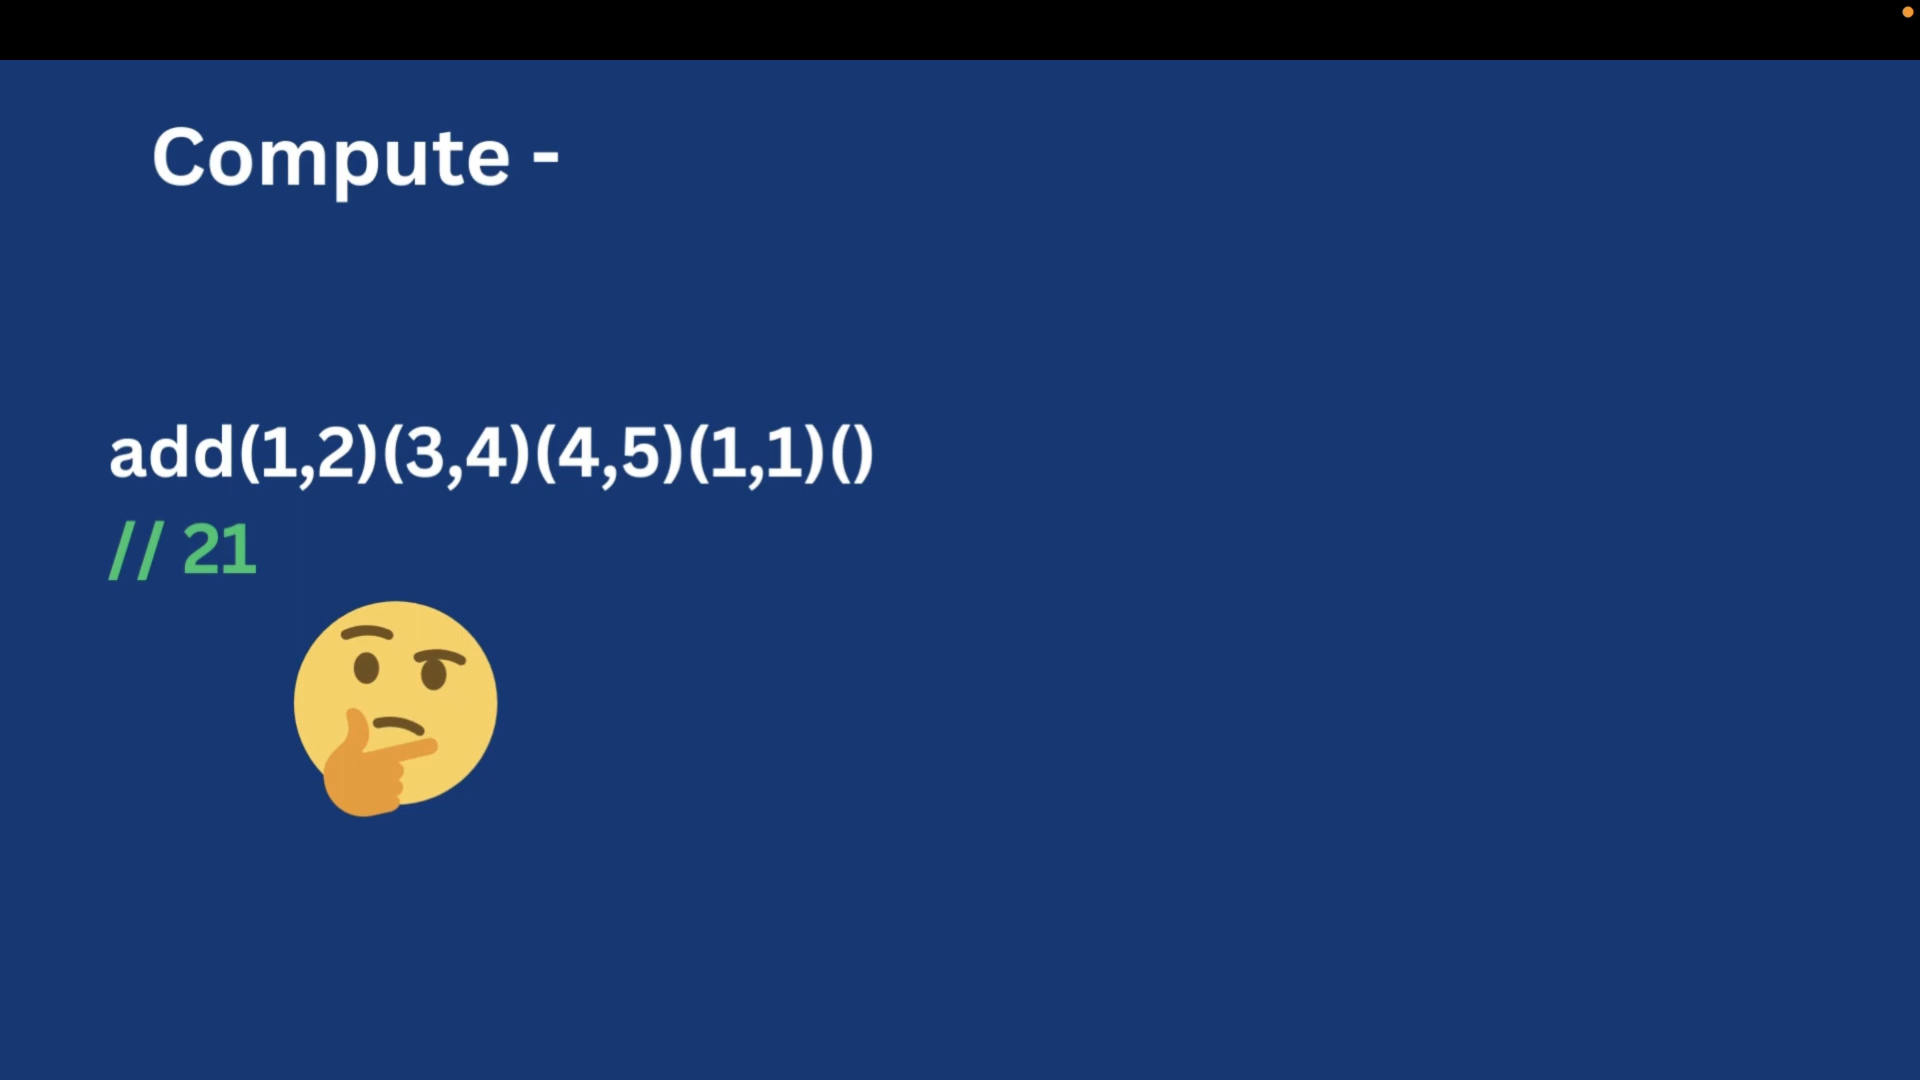 Compute -
add(1,2)(3,4)(4,5)(1,1)()
// 21